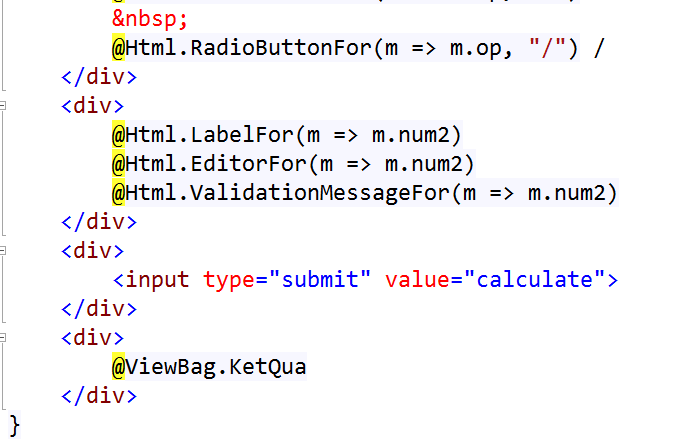 &nbsp;
@Html.RadioButtonFor(m => m.op, "/") /
</div>
<div>
@Html.LabelFor(m => m.num2)
@Html.EditorFor(m => m.num2)
@Html.ValidationMessageFor(m => m.num2)
</div>
<div>
<input type="submit" value="calculate">
</div>
<div>
@ViewBag.KetQua
</div>
}